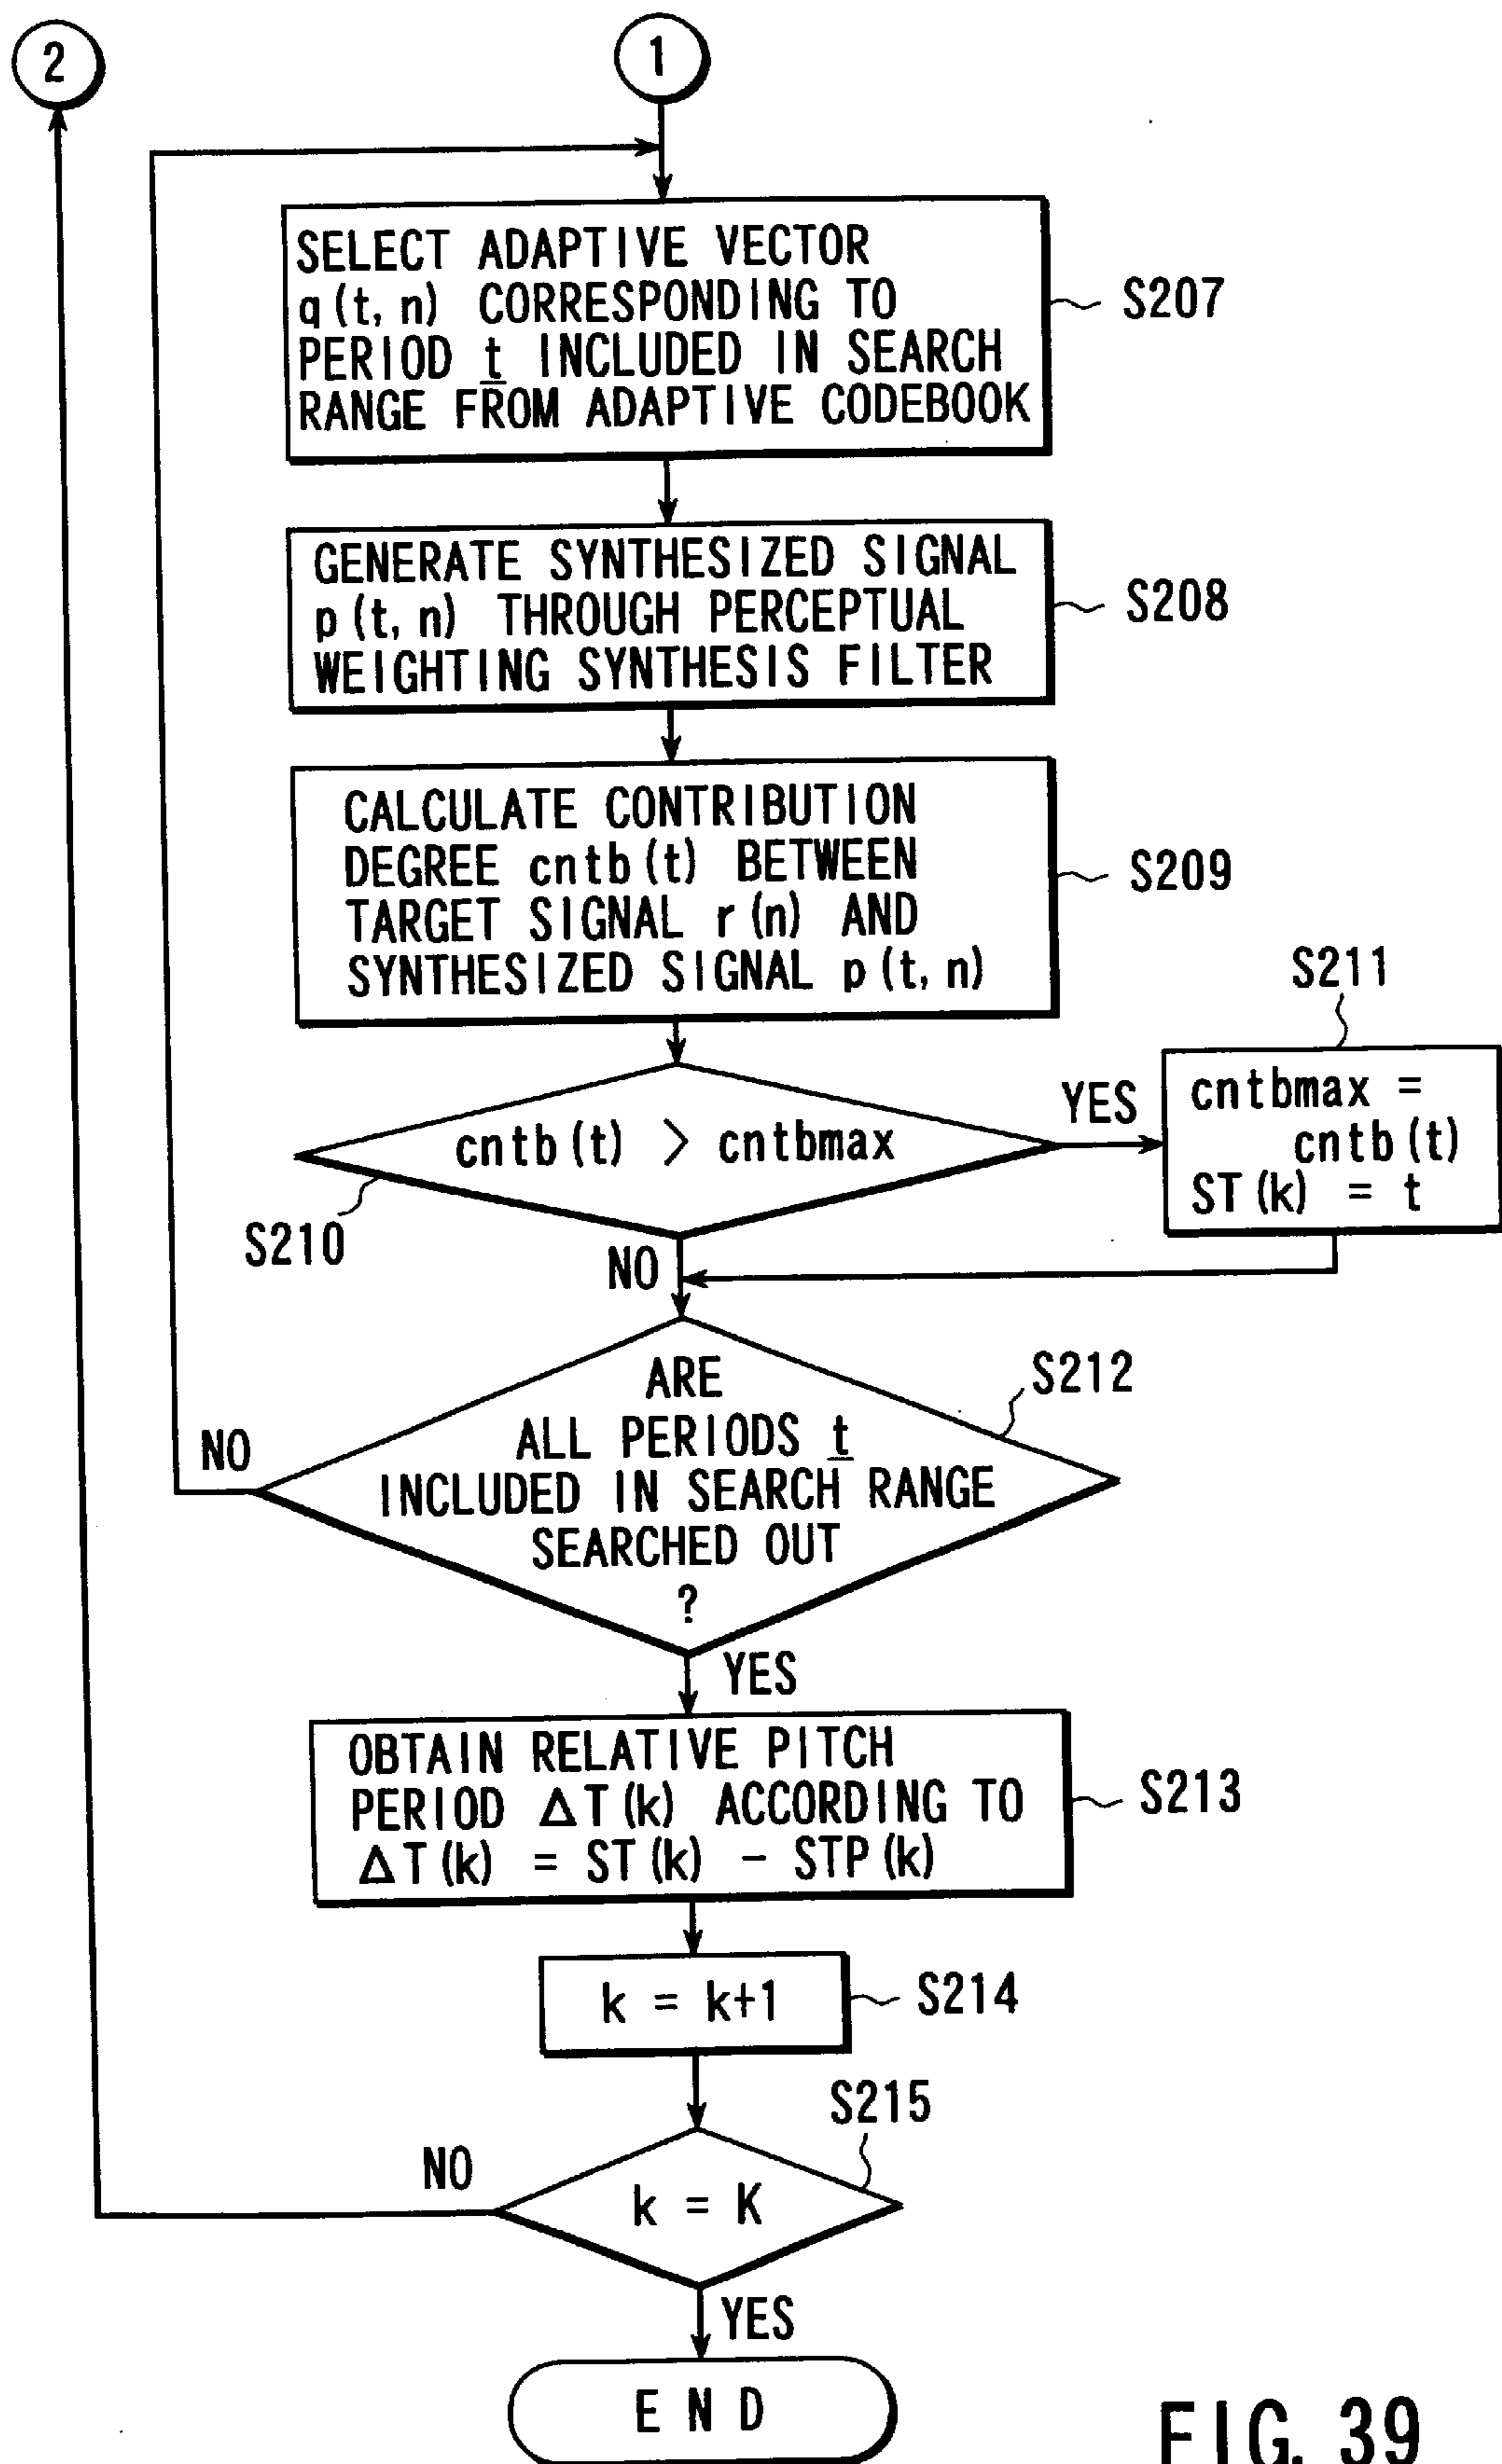 2
1
SELECT ADAPTIVE VECTOR
q(t,n) CORRESPONDING TO
PERIOD t INCLUDED IN SEARCH
RANGE FROM ADAPTIVE CODEBOOK
S207
GENERATE SYNTHESIZED SIGNAL
p(t,n) THROUGH PERCEPTUAL
WEIGHTING SYNTHESIS FILTER
S208
CALCULATE CONTRIBUTION
DEGREE cntb(t) BETWEEN
TARGET SIGNAL r(n) AND
SYNTHESIZED SIGNAL p(t,n)
S209
S211
cntb(t) > cntbmax
YES
cntbmax =
cntb(t)
ST(k) = t
S210
NO
ARE
ALL PERIODS t
INCLUDED IN SEARCH RANGE
SEARCHED OUT
?
S212
NO
YES
OBTAIN RELATIVE PITCH
PERIOD ΔT(k) ACCORDING TO
ΔT(k) = ST(k) - STP(k)
S213
k = k+1
S214
S215
NO
k = K
YES
END
FIG. 39